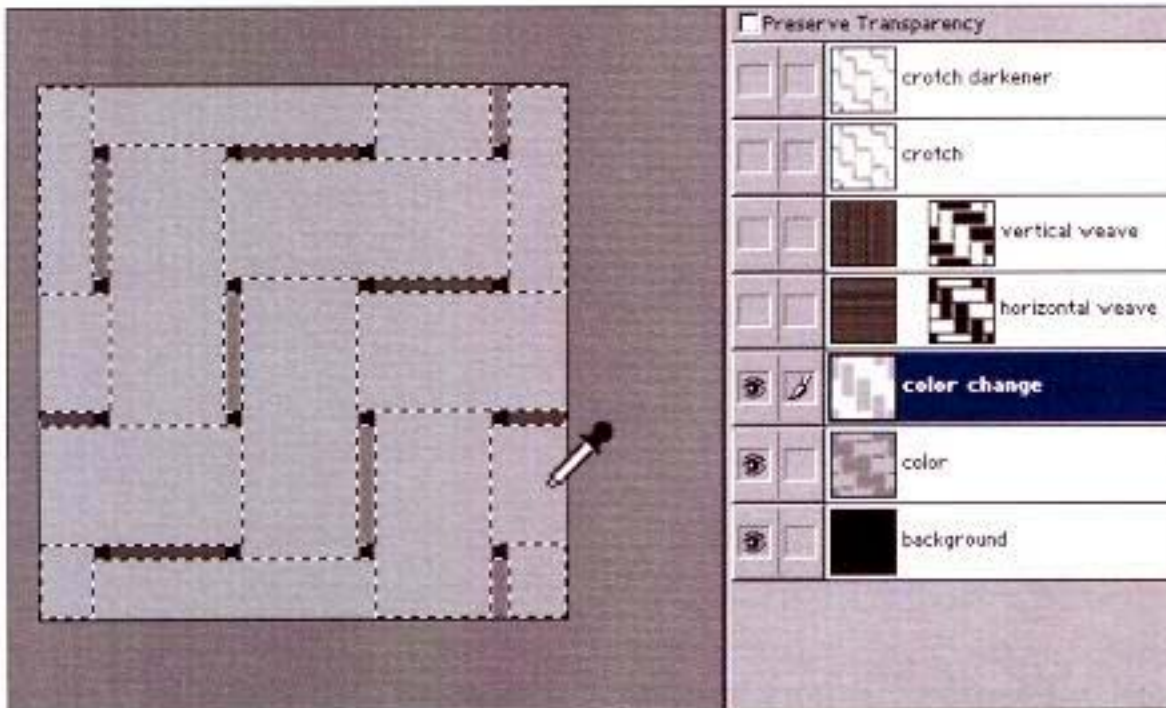 Preserve Transparency
crotch darkener
crotch
vertical weave
horizontal weave
color change
color
background